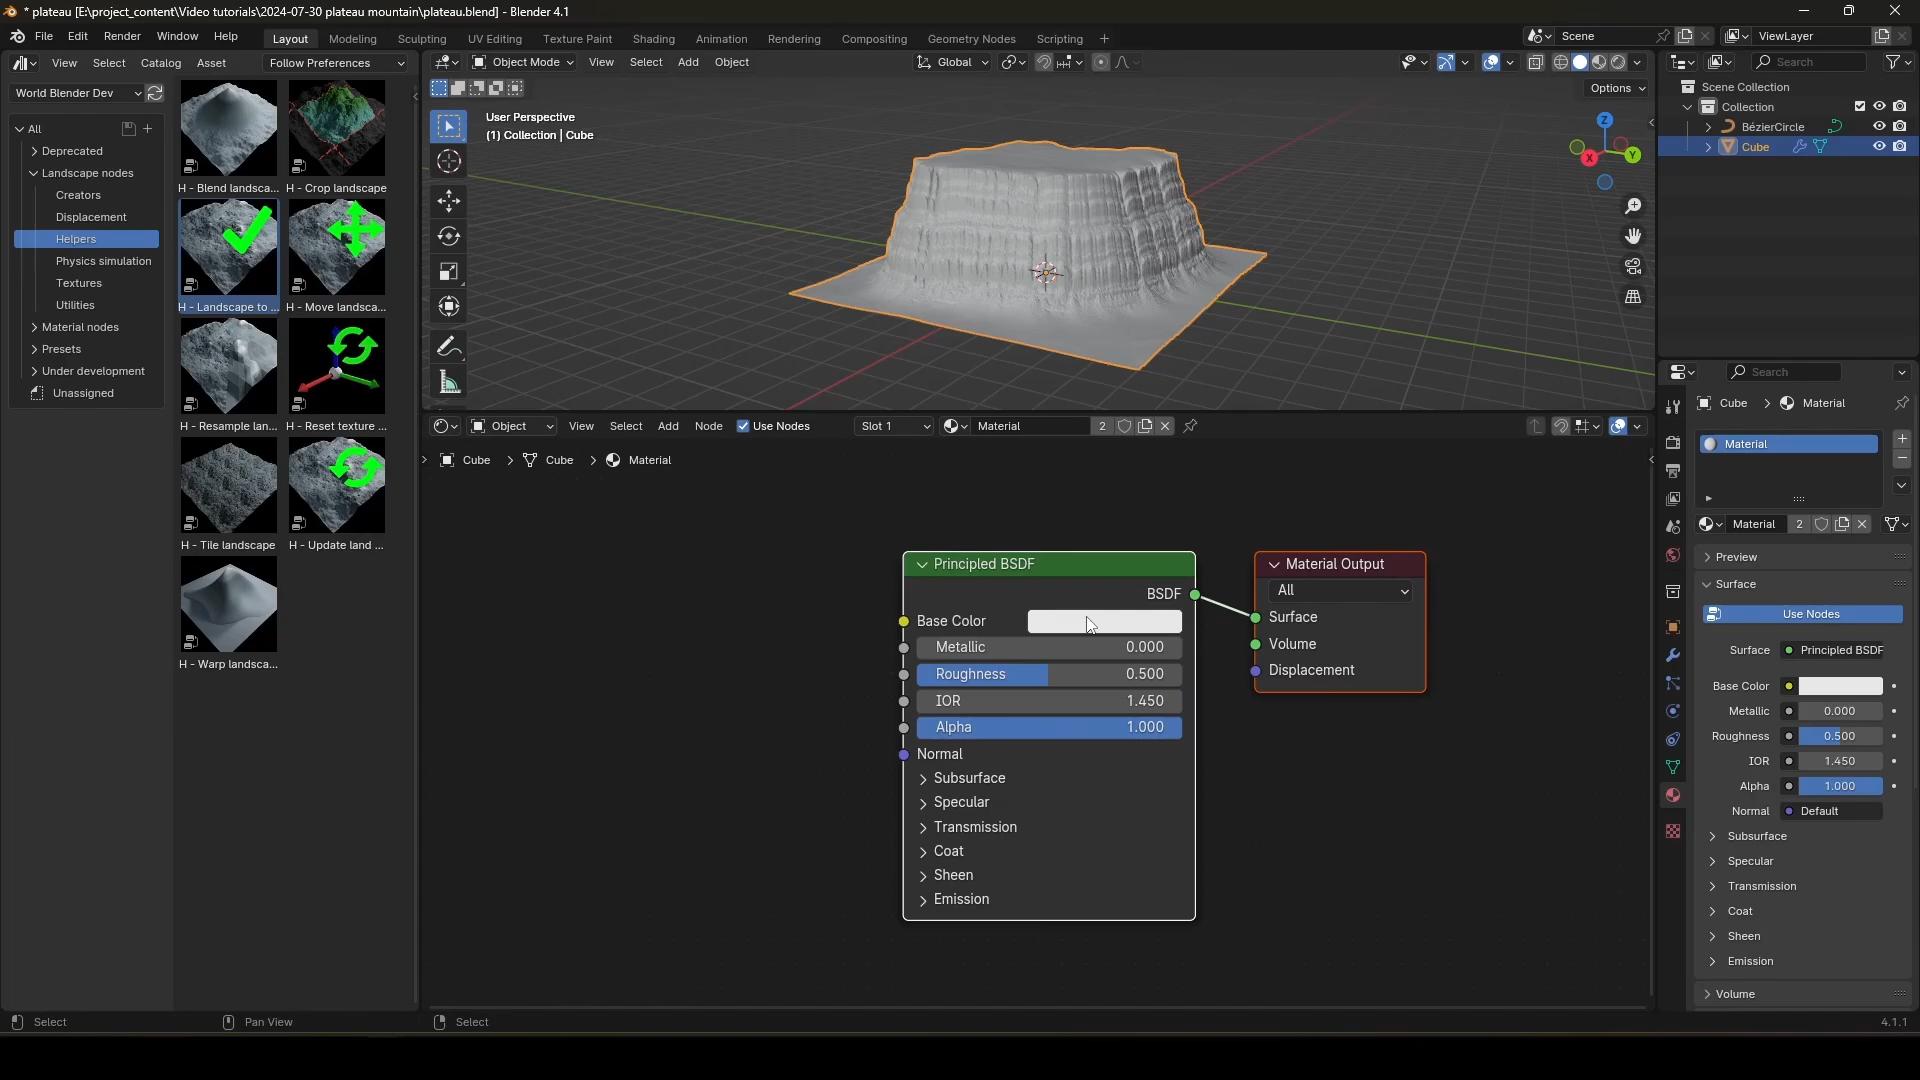 * plateau [E:\project_content\Video tutorials\2024-07-30 plateau mountain\plateau.blend] - Blender 4.1
File Edit Render Window Help Layout Modeling Sculpting UV Editing Texture Paint Shading Animation Rendering Compositing Geometry Nodes Scripting + Scene ViewLayer
View Select Catalog Asset Follow Preferences Object Mode View Select Add Object Global Search
World Blender Dev Options
All
Deprecated
Landscape nodes
Creators
Displacement
Helpers
Physics simulation
Textures
Utilities
Material nodes
Presets
Under development
Unassigned
H - Blend landsca... H - Crop landscape
H - Landscape to ... H - Move landsca...
H - Resample lan... H - Reset texture ...
H - Tile landscape H - Update land ...
H - Warp landsca...
User Perspective
(1) Collection | Cube
Z
X Y
Scene Collection
Collection
BézierCircle
Cube
Object View Select Add Node Use Nodes Slot 1 Material 2
Cube > Cube > Material
Principled BSDF
BSDF
Base Color
Metallic 0.000
Roughness 0.500
IOR 1.450
Alpha 1.000
Normal
Subsurface
Specular
Transmission
Coat
Sheen
Emission
Material Output
All
Surface
Volume
Displacement
Search
Cube > Material
Material
Material 2
Preview
Surface
Use Nodes
Surface Principled BSDF
Base Color
Metallic 0.000
Roughness 0.500
IOR 1.450
Alpha 1.000
Normal Default
Subsurface
Specular
Transmission
Coat
Sheen
Emission
Volume
Select Pan View Select 4.1.1